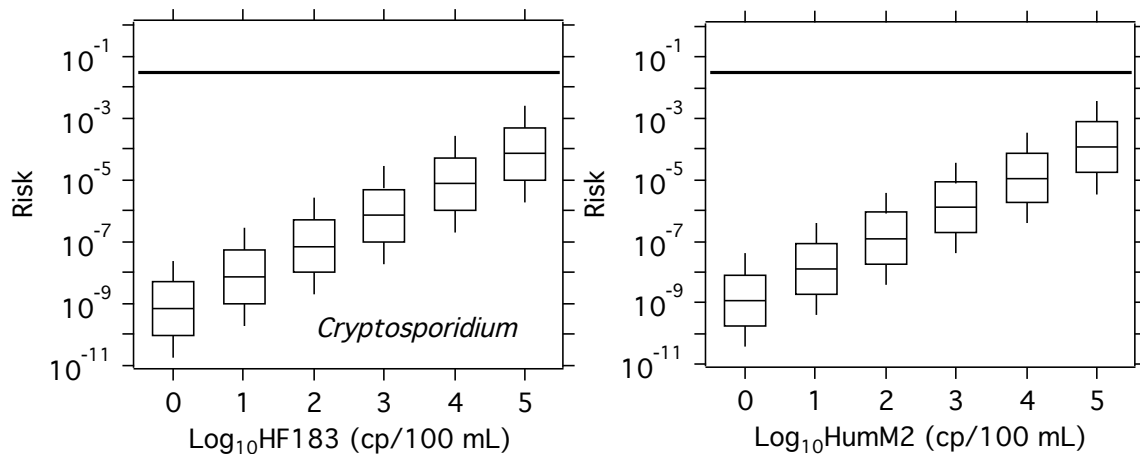 Risk
10^-1
10^-3
10^-5
10^-7
10^-9
10^-11
Cryptosporidium
0 1 2 3 4 5
Log₁₀HF183 (cp/100 mL)
Risk
10^-1
10^-3
10^-5
10^-7
10^-9
10^-11
0 1 2 3 4 5
Log₁₀HumM2 (cp/100 mL)